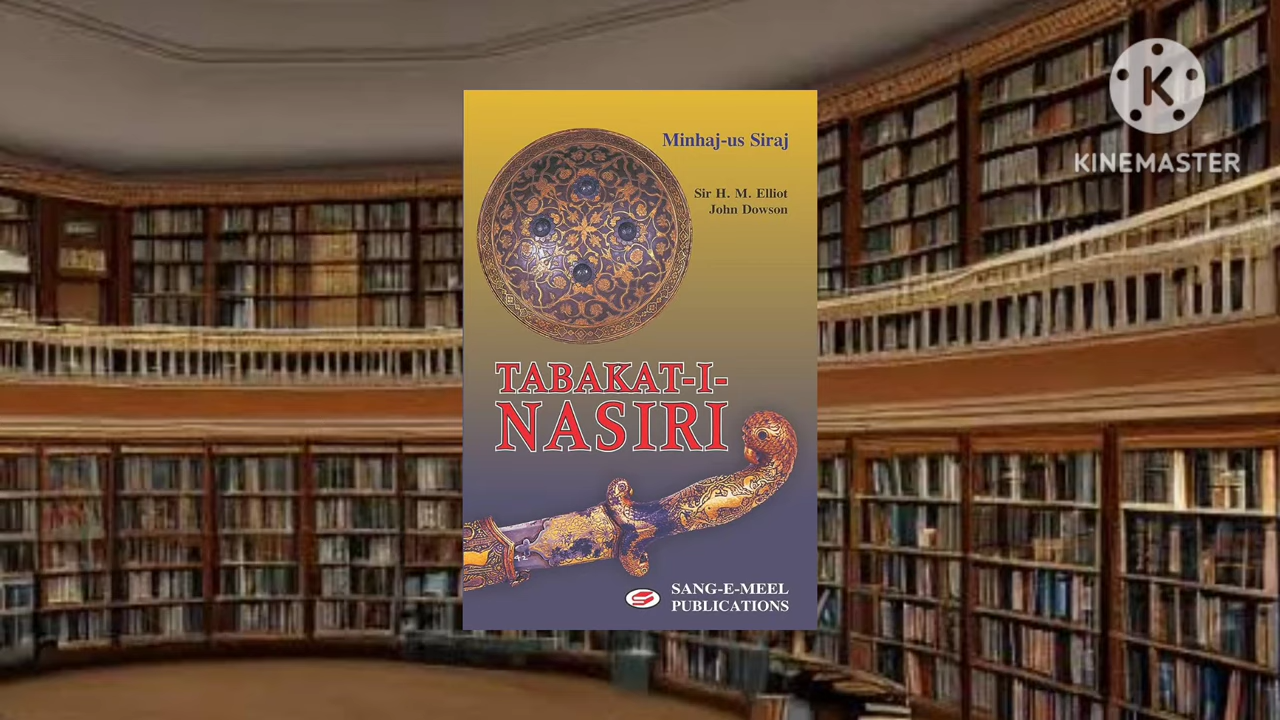 Minhaj-us Siraj
Sir H. M. Elliot
John Dowson
TABAKAT-I-
NASIRI
SANG-E-MEEL
PUBLICATIONS
K
KINEMASTER